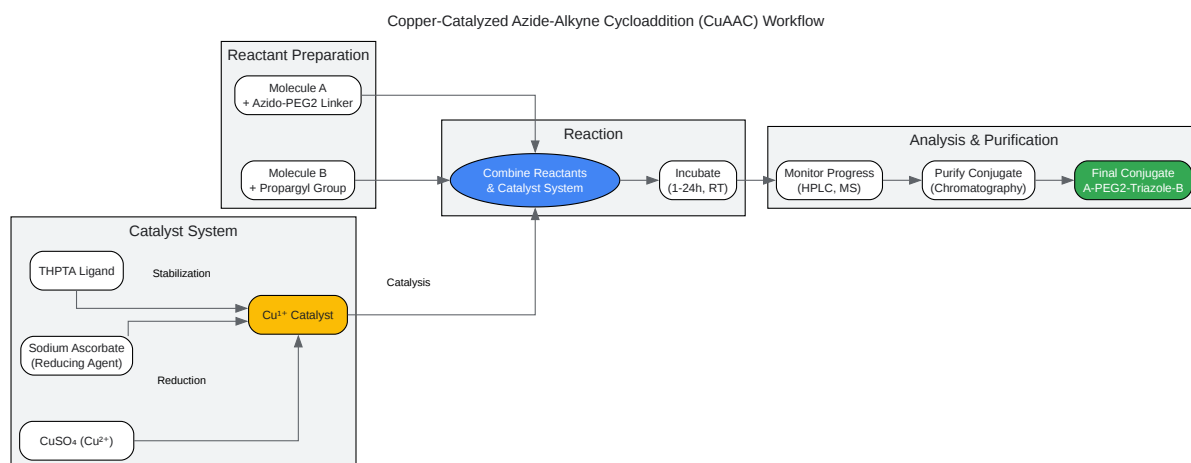 Copper-Catalyzed Azide-Alkyne Cycloaddition (CuAAC) Workflow
Reactant Preparation
Molecule A
+ Azido-PEG2 Linker
Molecule B
+ Propargyl Group
Reaction
Combine Reactants
& Catalyst System
Incubate
(1-24h, RT)
Analysis & Purification
Monitor Progress
(HPLC, MS)
Purify Conjugate
(Chromatography)
Final Conjugate
A-PEG2-Triazole-B
Catalyst System
THPTA Ligand
Stabilization
Cu¹⁺ Catalyst
Catalysis
Sodium Ascorbate
(Reducing Agent)
Reduction
CuSO₄ (Cu²⁺)